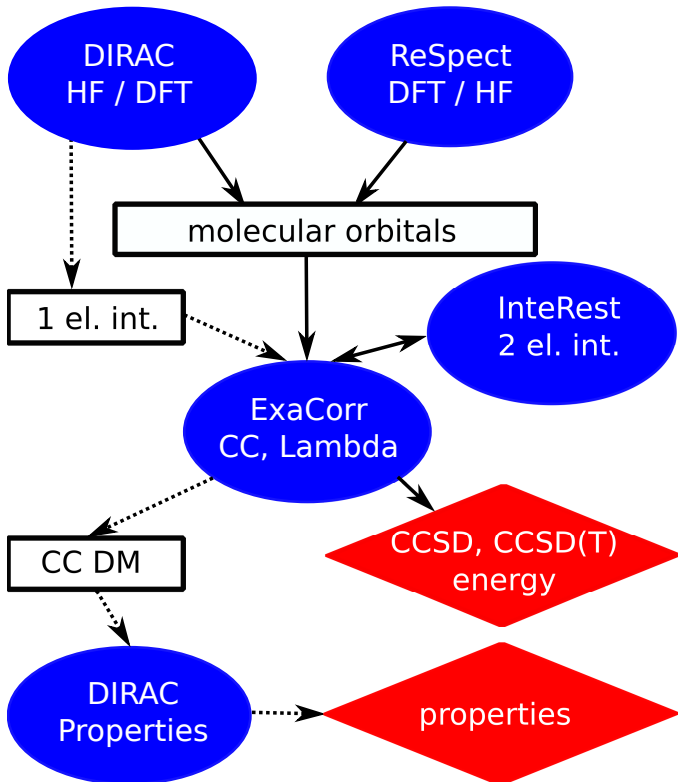 DIRAC
HF / DFT
ReSpect
DFT / HF
molecular orbitals
1 el. int.
InteRest
2 el. int.
ExaCorr
CC, Lambda
CCSD, CCSD(T)
energy
CC DM
DIRAC
Properties
properties